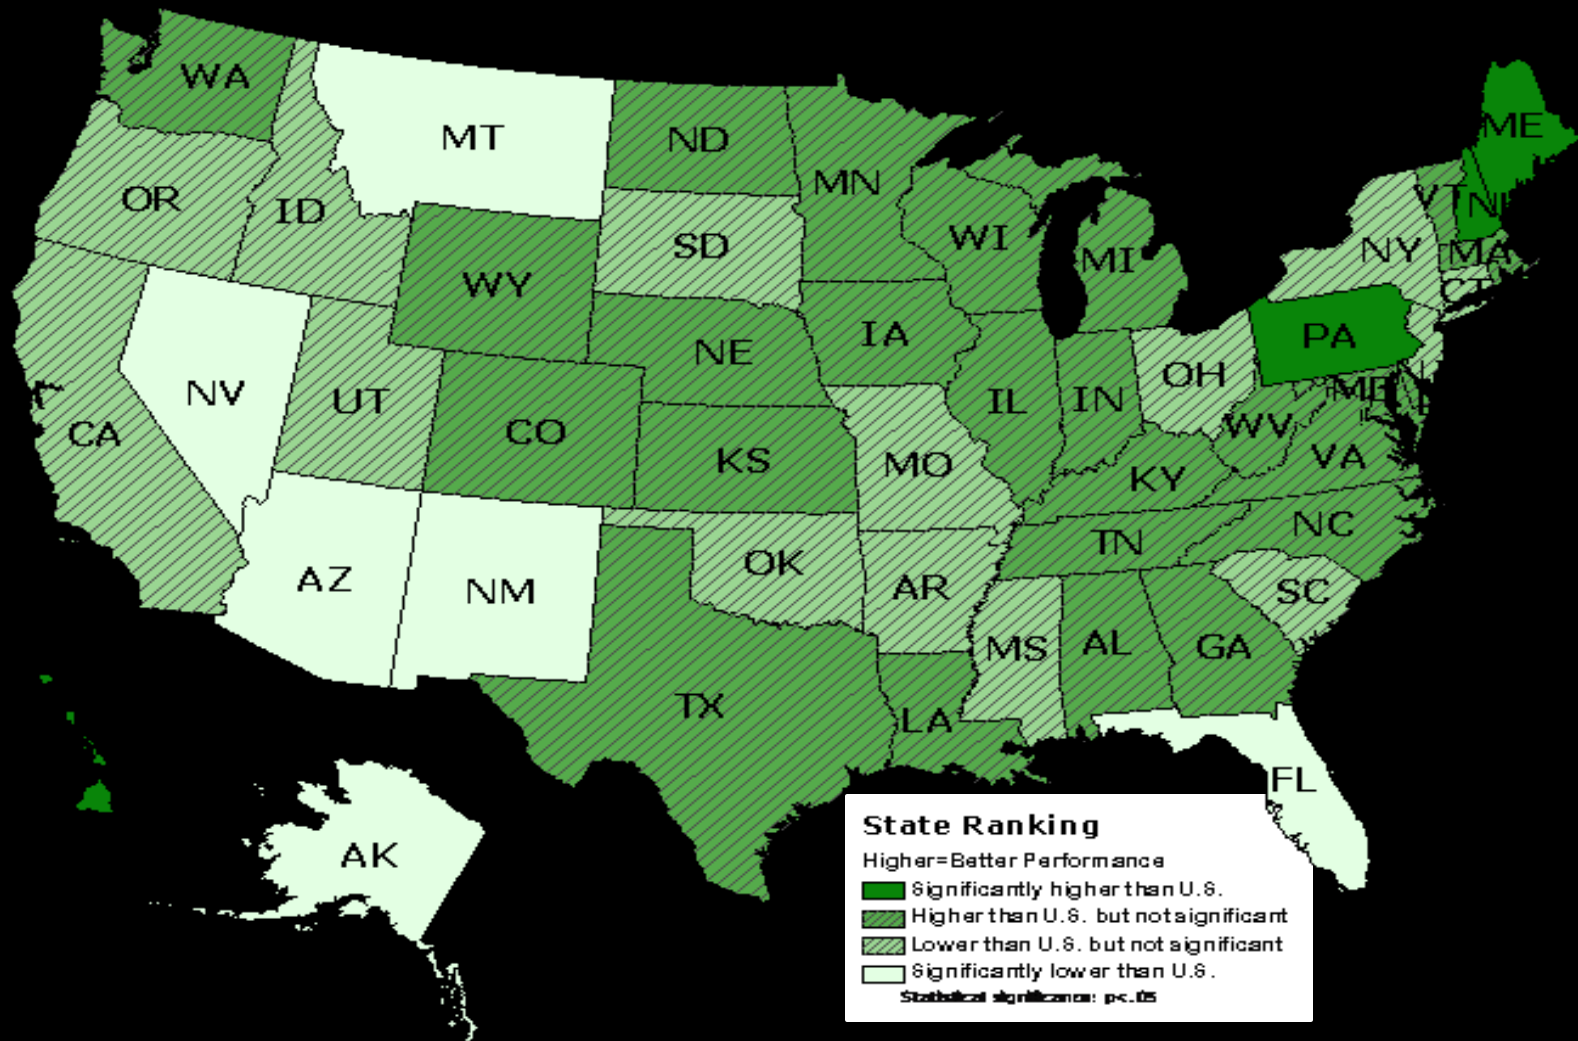 WA
MT
ND
MN
ME
OR
ID
SD
WI
MI
VT
NY
MA
WY
CT
IA
PA
NE
NV
UT
OH
IL
IN
CO
CA
WV
KS
MO
KY
VA
NC
TN
OK
AZ
NM
AR
SC
MS
AL
GA
TX
LA
FL
AK
State Ranking
Higher=Better Performance
Significantly higher than U.S.
Higher than U.S. but not significant
Lower than U.S. but not significant
Significantly lower than U.S.
Statistical significance: p<.05